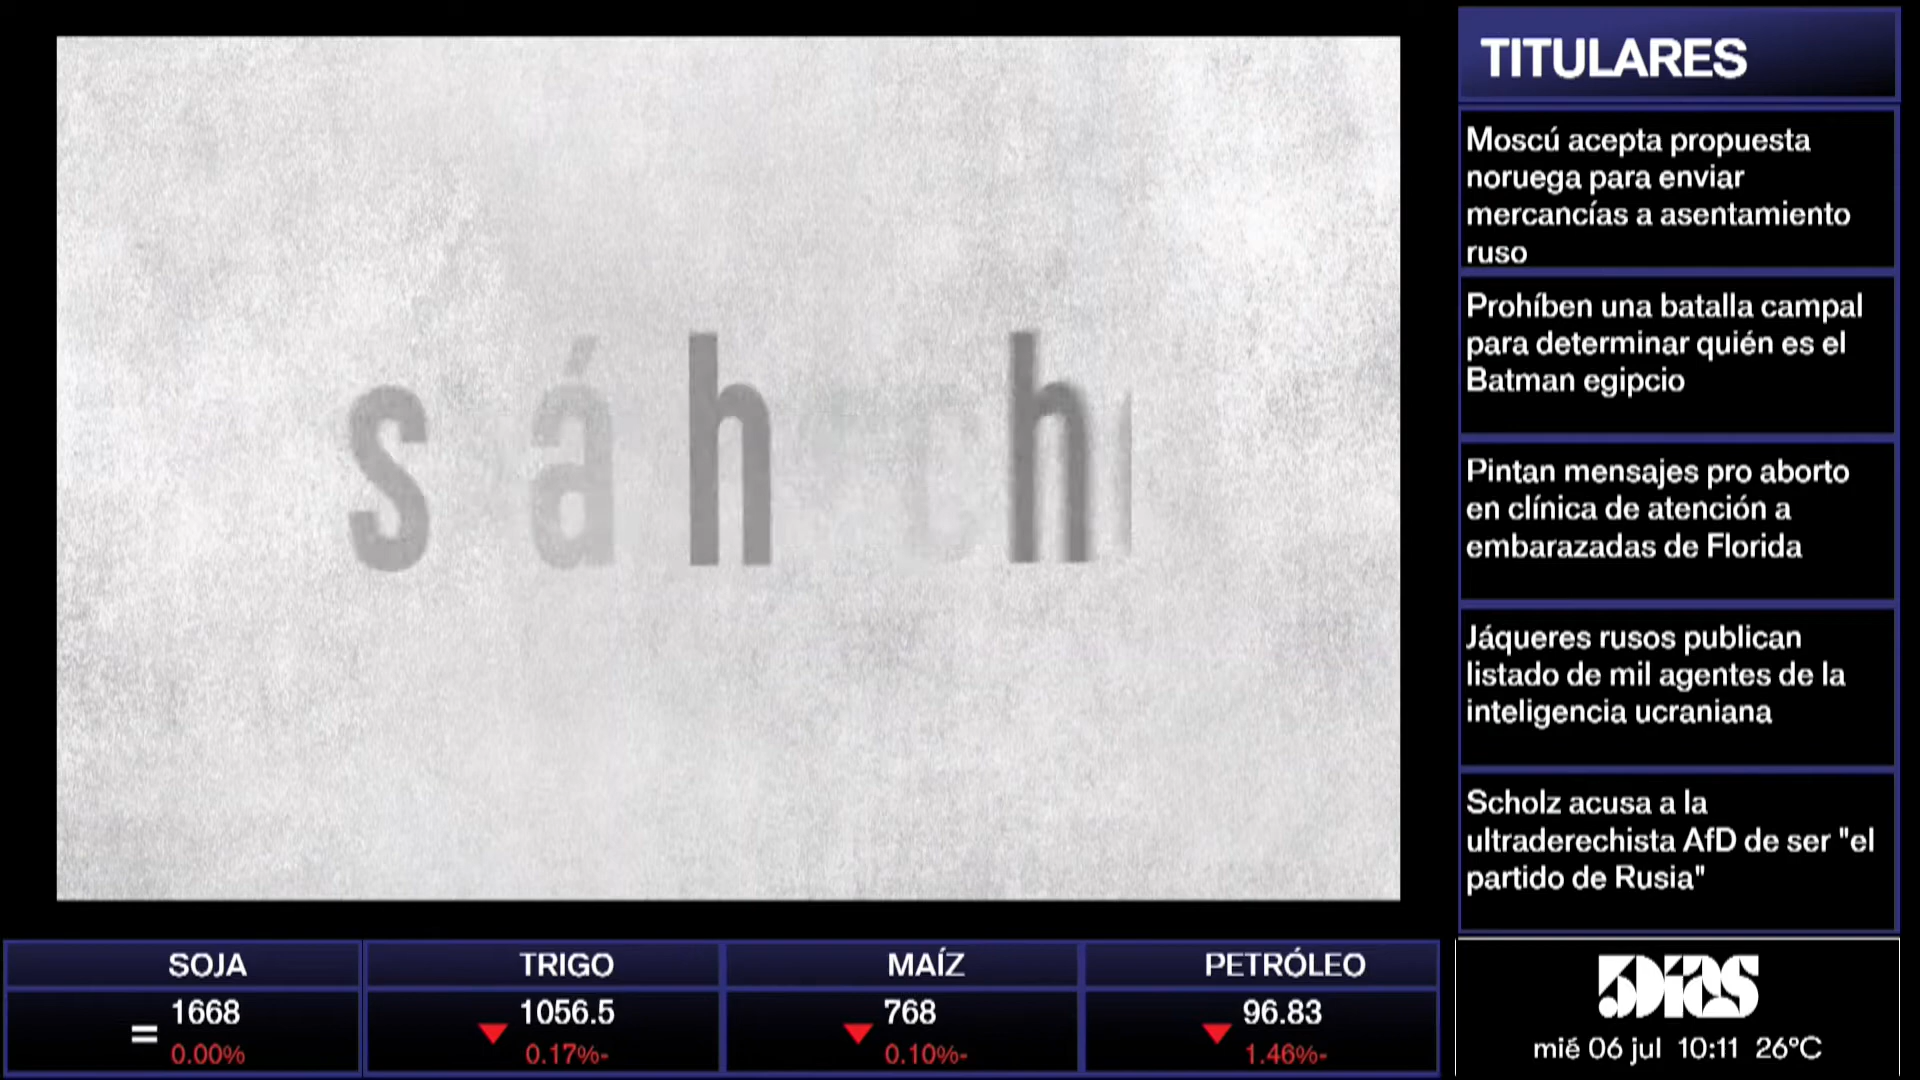 s á h c h
TITULARES
Moscú acepta propuesta
noruega para enviar
mercancías a asentamiento
ruso
Prohíben una batalla campal
para determinar quién es el
Batman egipcio
Pintan mensajes pro aborto
en clínica de atención a
embarazadas de Florida
Jáqueres rusos publican
listado de mil agentes de la
inteligencia ucraniana
Scholz acusa a la
ultraderechista AfD de ser "el
partido de Rusia"
SOJA
= 1668
0.00%
TRIGO
1056.5
0.17%-
MAÍZ
768
0.10%-
PETRÓLEO
96.83
1.46%-
5Días
mié 06 jul 10:11 26°C